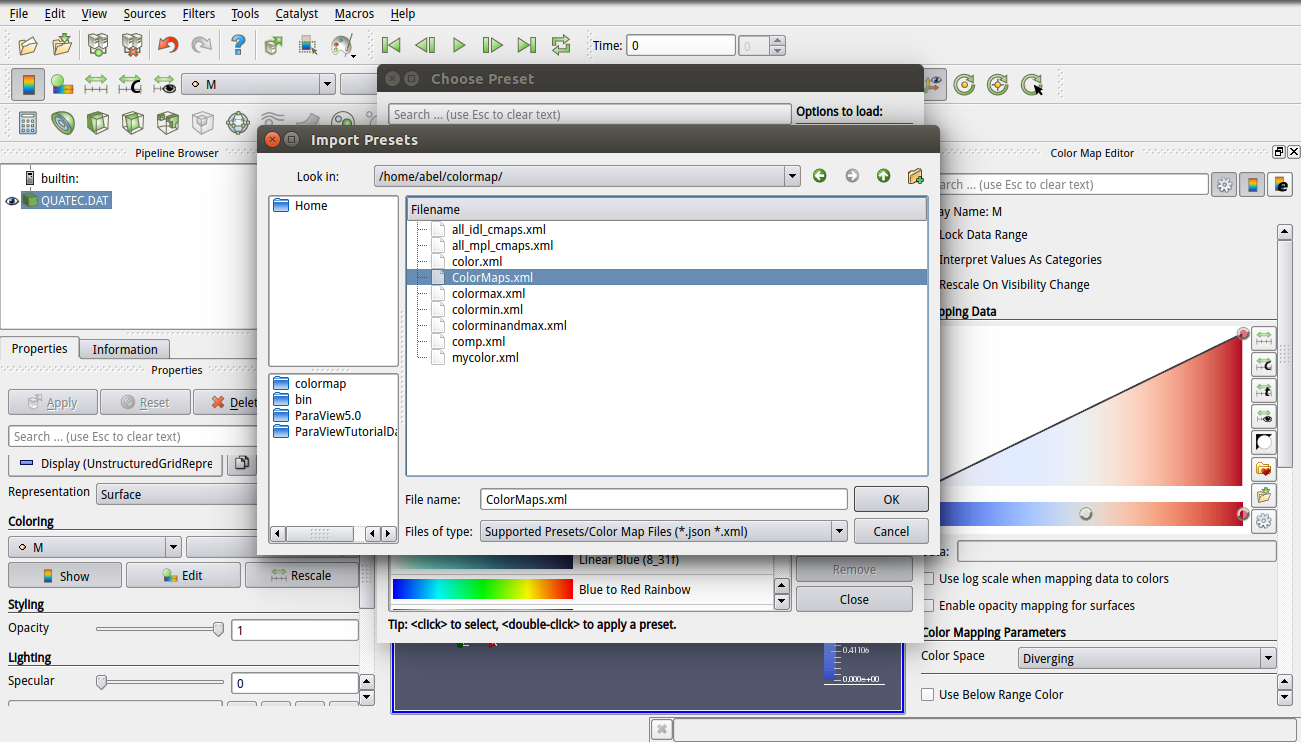 File Edit View Sources Filters Tools Catalyst Macros Help
Time: 0 0
M
Choose Preset
Search ... (use Esc to clear text) Options to load:
Import Presets
Look in: /home/abel/colormap/
Home
Filename
all_idl_cmaps.xml
all_mpl_cmaps.xml
color.xml
ColorMaps.xml
colormax.xml
colormin.xml
colorminandmax.xml
comp.xml
mycolor.xml
colormap
bin
ParaView5.0
ParaViewTutorialDa
File name: ColorMaps.xml OK
Files of type: Supported Presets/Color Map Files (*.json *.xml) Cancel
Linear Blue (8_31f)
Blue to Red Rainbow
Remove
Close
Tip: <click> to select, <double-click> to apply a preset.
Pipeline Browser
builtin:
QUATEC.DAT
Properties Information
Properties
Apply Reset Delet
Search ... (use Esc to clear text)
Display (UnstructuredGridRepre
Representation Surface
Coloring
M
Show Edit Rescale
Styling
Opacity 1
Lighting
Specular 0
0.41106
0.000e+00
Color Map Editor
rch ... (use Esc to clear text)
ay Name: M
Lock Data Range
Interpret Values As Categories
Rescale On Visibility Change
pping Data
a:
Use log scale when mapping data to colors
Enable opacity mapping for surfaces
Color Mapping Parameters
Color Space Diverging
Use Below Range Color